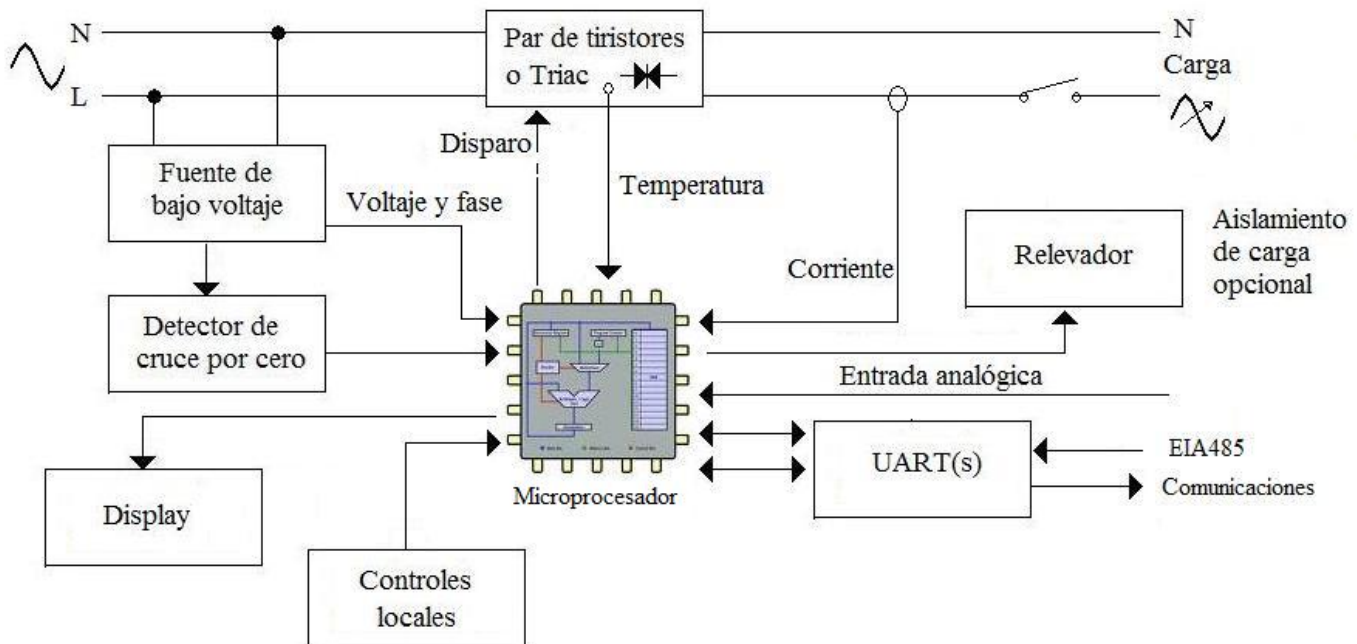 N
Par de tiristores
o Triac
N
Carga
L
Disparo
Fuente de
bajo voltaje
Voltaje y fase
Temperatura
Corriente
Relevador
Aislamiento
de carga
opcional
Detector de
cruce por cero
Entrada analógica
UART(s)
EIA485
Comunicaciones
Microprocesador
Display
Controles
locales